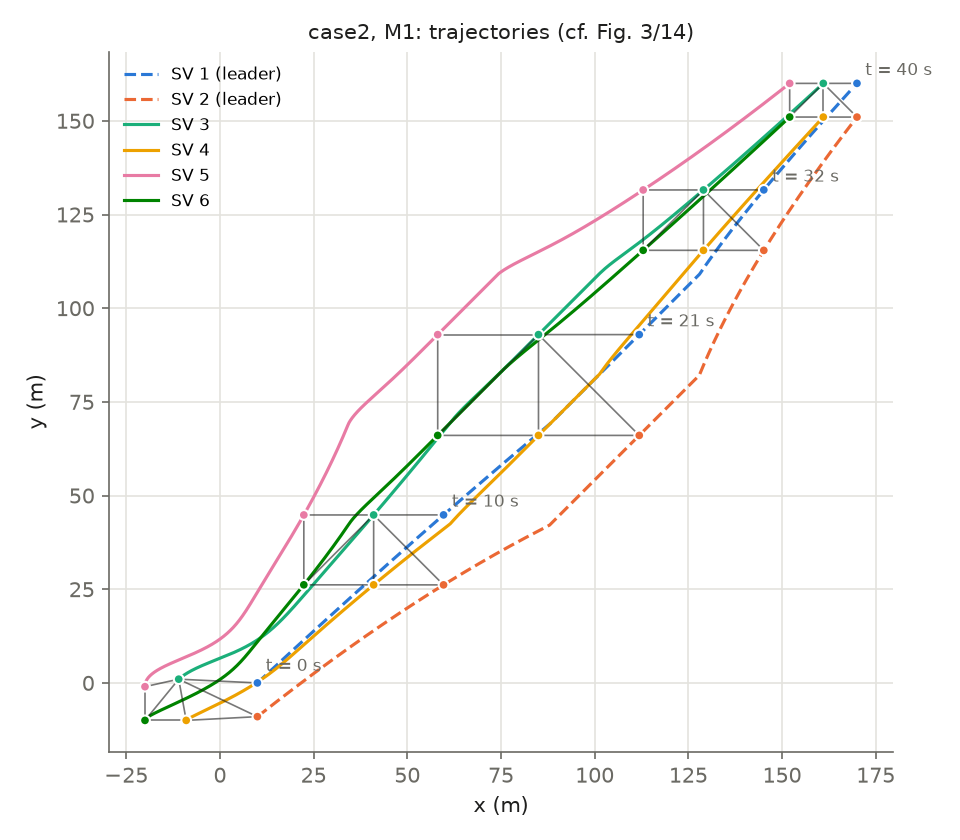 case2, M1: trajectories (cf. Fig. 3/14)
SV 1 (leader)
SV 2 (leader)
SV 3
SV 4
SV 5
SV 6
t = 40 s
t = 32 s
t = 21 s
t = 10 s
t = 0 s
y (m)
150
125
100
75
50
25
0
−25 0 25 50 75 100 125 150 175
x (m)